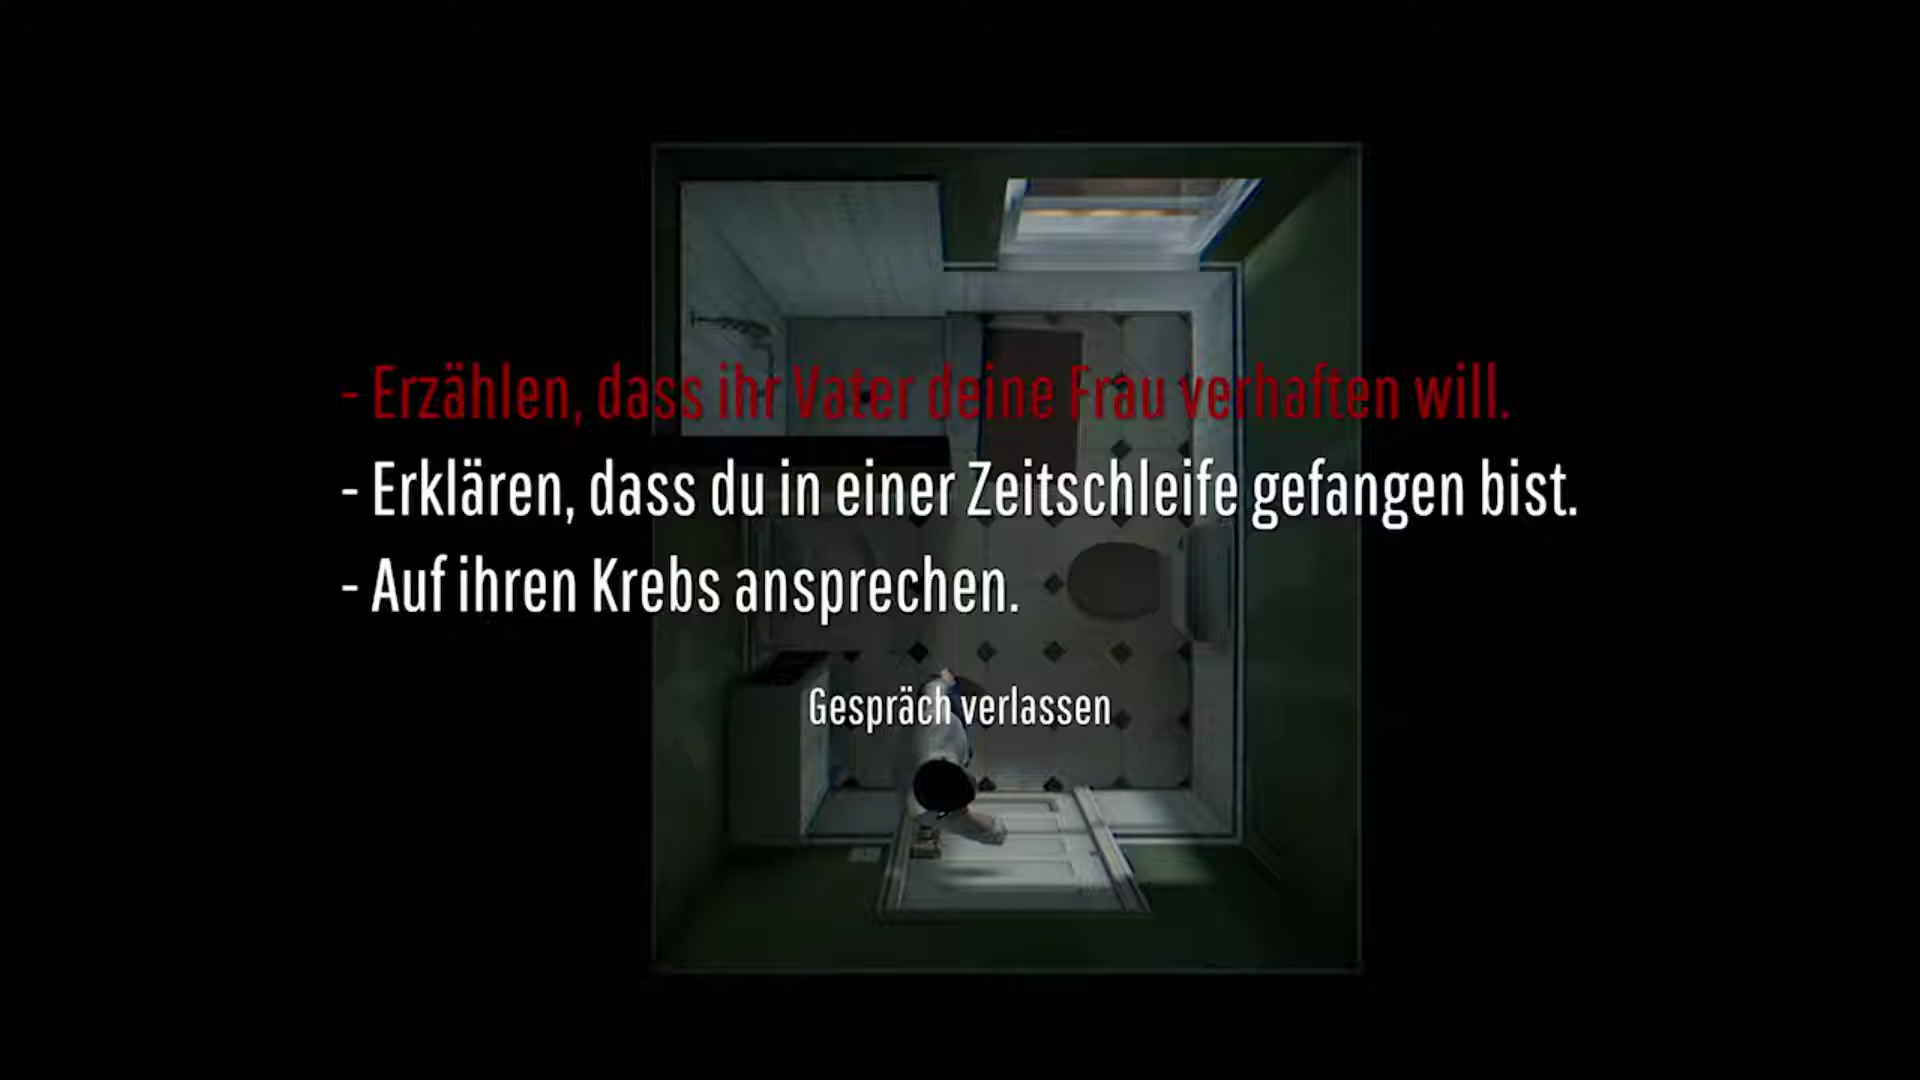 - Erzählen, dass ihr Vater deine Frau verhaften will.
- Erklären, dass du in einer Zeitschleife gefangen bist.
- Auf ihren Krebs ansprechen.
Gespräch verlassen